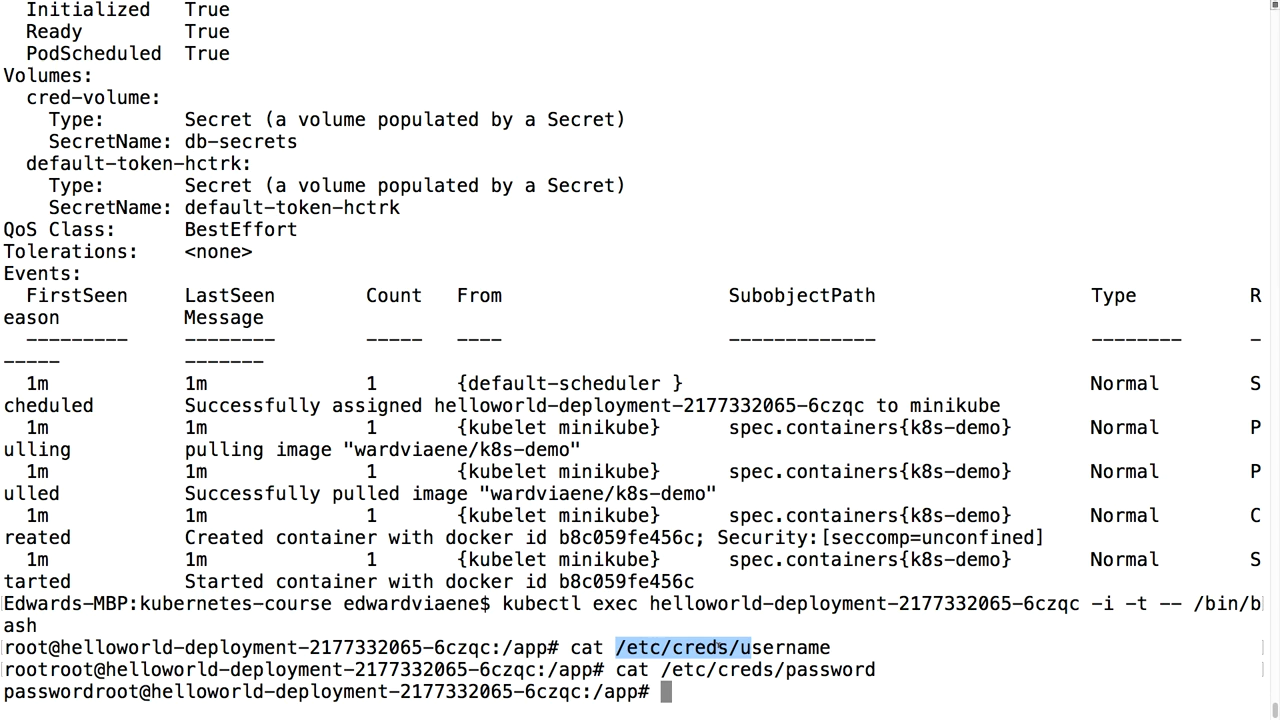 Initialized   True
  Ready         True
  PodScheduled  True
Volumes:
  cred-volume:
    Type:       Secret (a volume populated by a Secret)
    SecretName: db-secrets
  default-token-hctrk:
    Type:       Secret (a volume populated by a Secret)
    SecretName: default-token-hctrk
QoS Class:      BestEffort
Tolerations:    <none>
Events:
  FirstSeen     LastSeen        Count   From                    SubobjectPath                   Type            R
eason           Message
  ---------     --------        -----   ----                    -------------                   --------        -
-----           -------
  1m            1m              1       {default-scheduler }                                    Normal          S
cheduled        Successfully assigned helloworld-deployment-2177332065-6czqc to minikube
  1m            1m              1       {kubelet minikube}      spec.containers{k8s-demo}       Normal          P
ulling          pulling image "wardviaene/k8s-demo"
  1m            1m              1       {kubelet minikube}      spec.containers{k8s-demo}       Normal          P
ulled           Successfully pulled image "wardviaene/k8s-demo"
  1m            1m              1       {kubelet minikube}      spec.containers{k8s-demo}       Normal          C
reated          Created container with docker id b8c059fe456c; Security:[seccomp=unconfined]
  1m            1m              1       {kubelet minikube}      spec.containers{k8s-demo}       Normal          S
tarted          Started container with docker id b8c059fe456c
Edwards-MBP:kubernetes-course edwardviaene$ kubectl exec helloworld-deployment-2177332065-6czqc -i -t -- /bin/b
ash
root@helloworld-deployment-2177332065-6czqc:/app# cat /etc/creds/username
rootroot@helloworld-deployment-2177332065-6czqc:/app# cat /etc/creds/password
passwordroot@helloworld-deployment-2177332065-6czqc:/app#